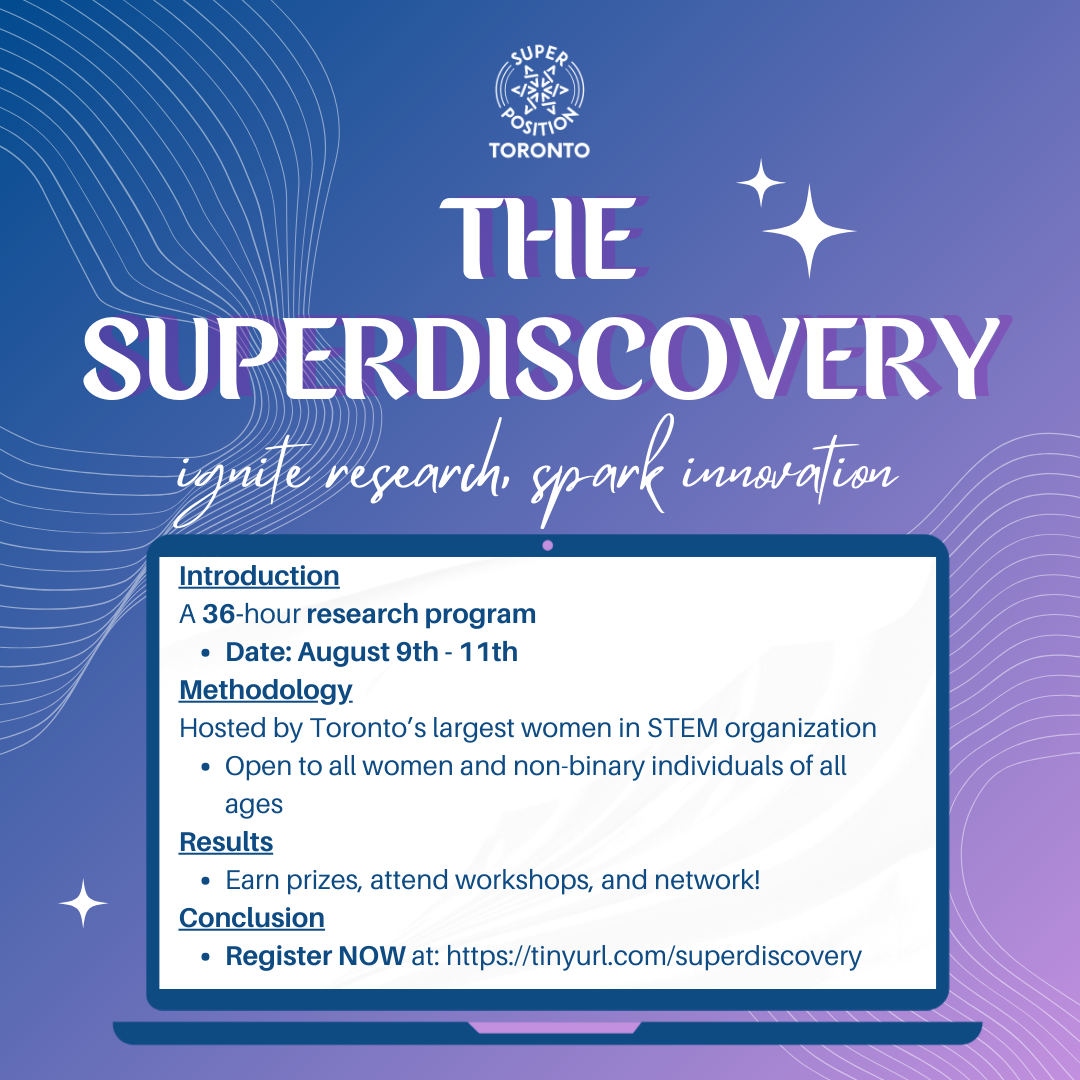 SUPER
POSITION
TORONTO
THE
SUPERDISCOVERY
ignite research, spark innovation
Introduction
A 36-hour research program
• Date: August 9th - 11th
Methodology
Hosted by Toronto’s largest women in STEM organization
• Open to all women and non-binary individuals of all
ages
Results
• Earn prizes, attend workshops, and network!
Conclusion
• Register NOW at: https://tinyurl.com/superdiscovery